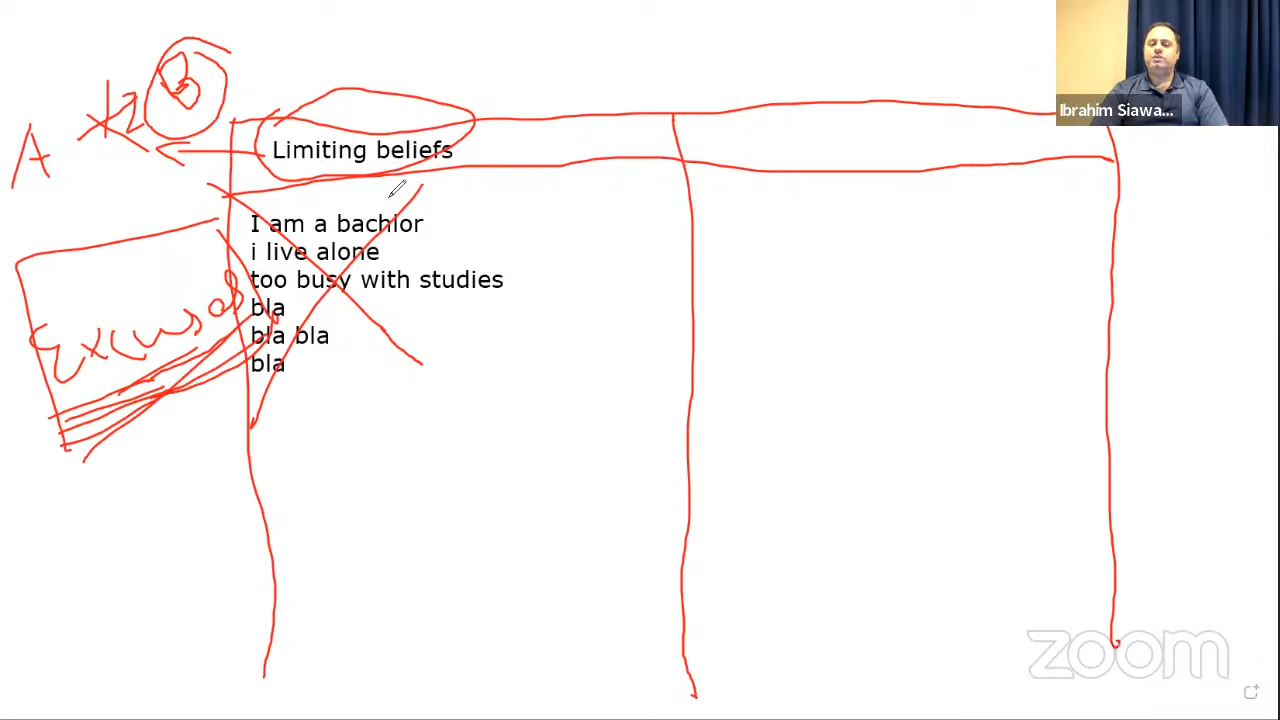 Ibrahim Siawa...
B
A
Limiting beliefs
I am a bachlor
i live alone
too busy with studies
bla
Excuses
bla bla
bla
zoom